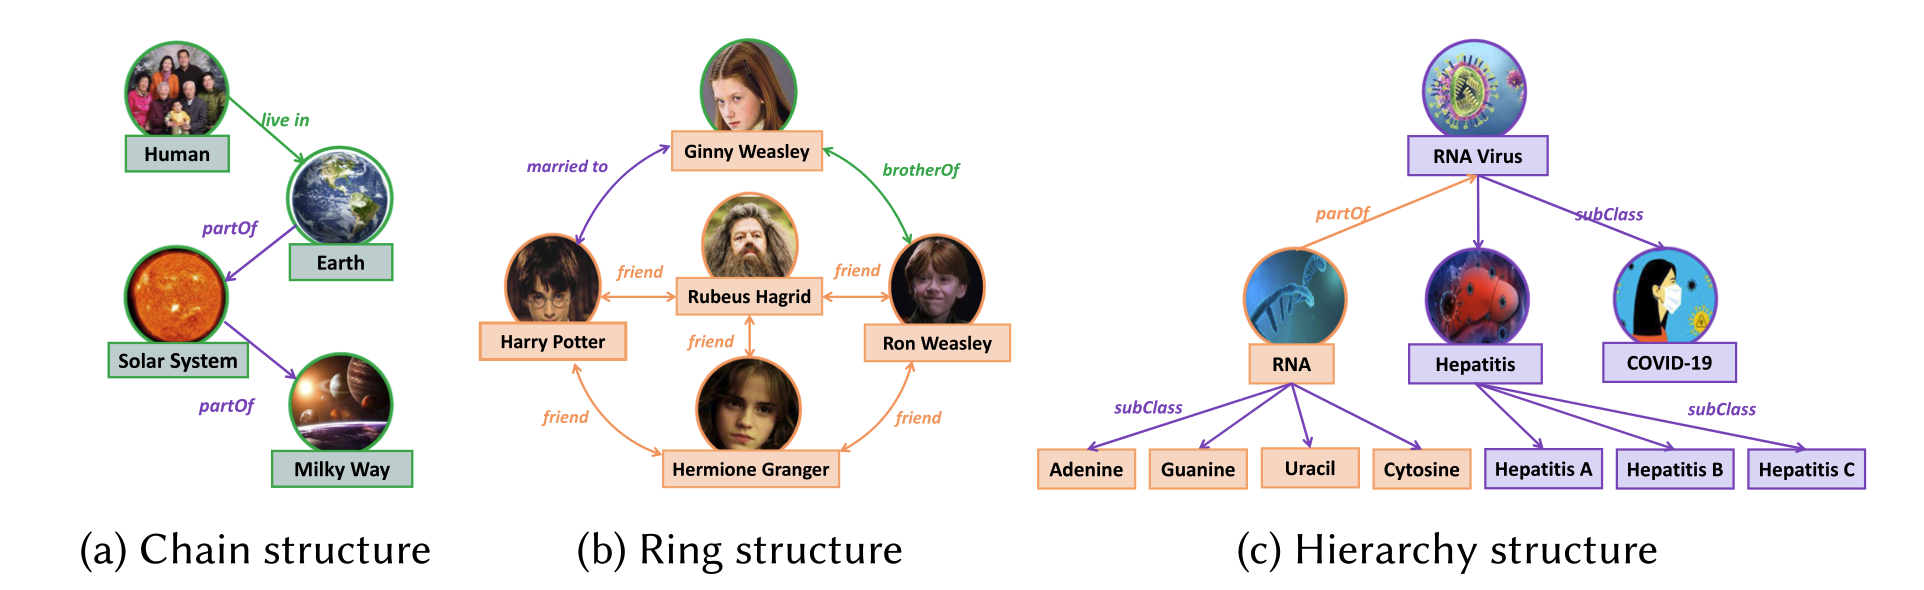 Human
live in
Earth
partOf
Solar System
partOf
Milky Way
(a) Chain structure
Ginny Weasley
married to
brotherOf
Rubeus Hagrid
friend
friend
Harry Potter
Ron Weasley
friend
friend
friend
Hermione Granger
(b) Ring structure
RNA Virus
partOf
subClass
RNA
Hepatitis
COVID-19
subClass
subClass
Adenine
Guanine
Uracil
Cytosine
Hepatitis A
Hepatitis B
Hepatitis C
(c) Hierarchy structure